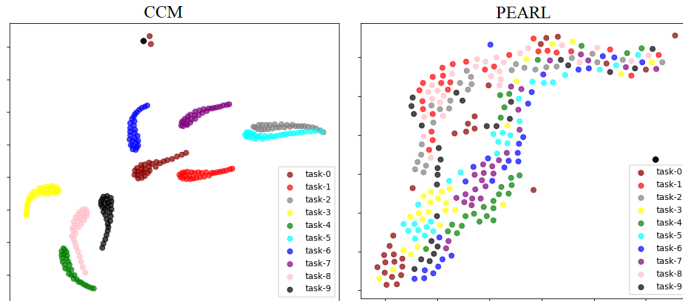 CCM
task-0
task-1
task-2
task-3
task-4
task-5
task-6
task-7
task-8
task-9
PEARL
task-0
task-1
task-2
task-3
task-4
task-5
task-6
task-7
task-8
task-9